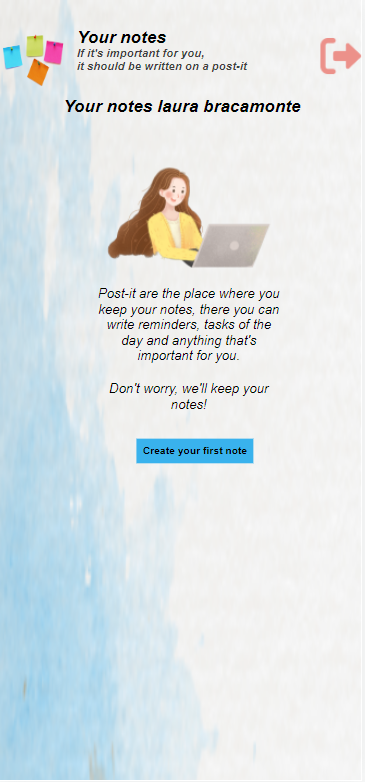 Your notes
If it's important for you,
it should be written on a post-it
Your notes laura bracamonte
Post-it are the place where you
keep your notes, there you can
write reminders, tasks of the
day and anything that's
important for you.
Don't worry, we'll keep your
notes!
Create your first note